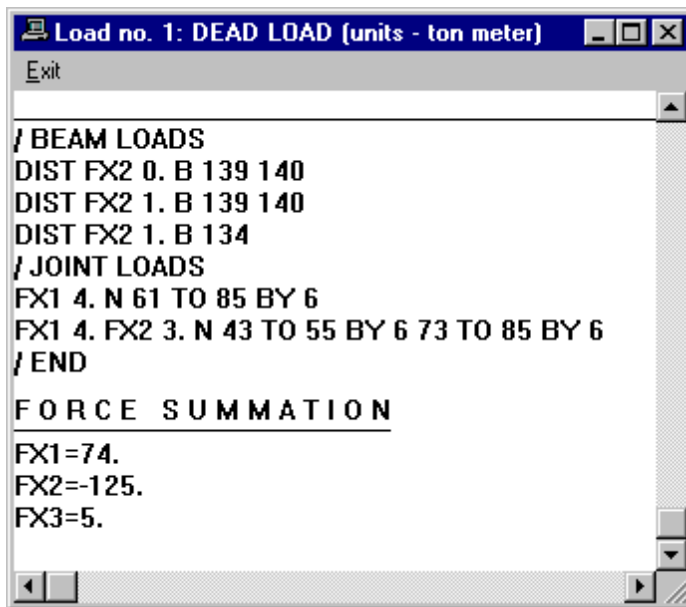 Load no. 1: DEAD LOAD (units - ton meter)
Exit
/ BEAM LOADS
DIST FX2 0. B 139 140
DIST FX2 1. B 139 140
DIST FX2 1. B 134
/ JOINT LOADS
FX1 4. N 61 TO 85 BY 6
FX1 4. FX2 3. N 43 TO 55 BY 6 73 TO 85 BY 6
/ END
F O R C E S U M M A T I O N
FX1=74.
FX2=-125.
FX3=5.